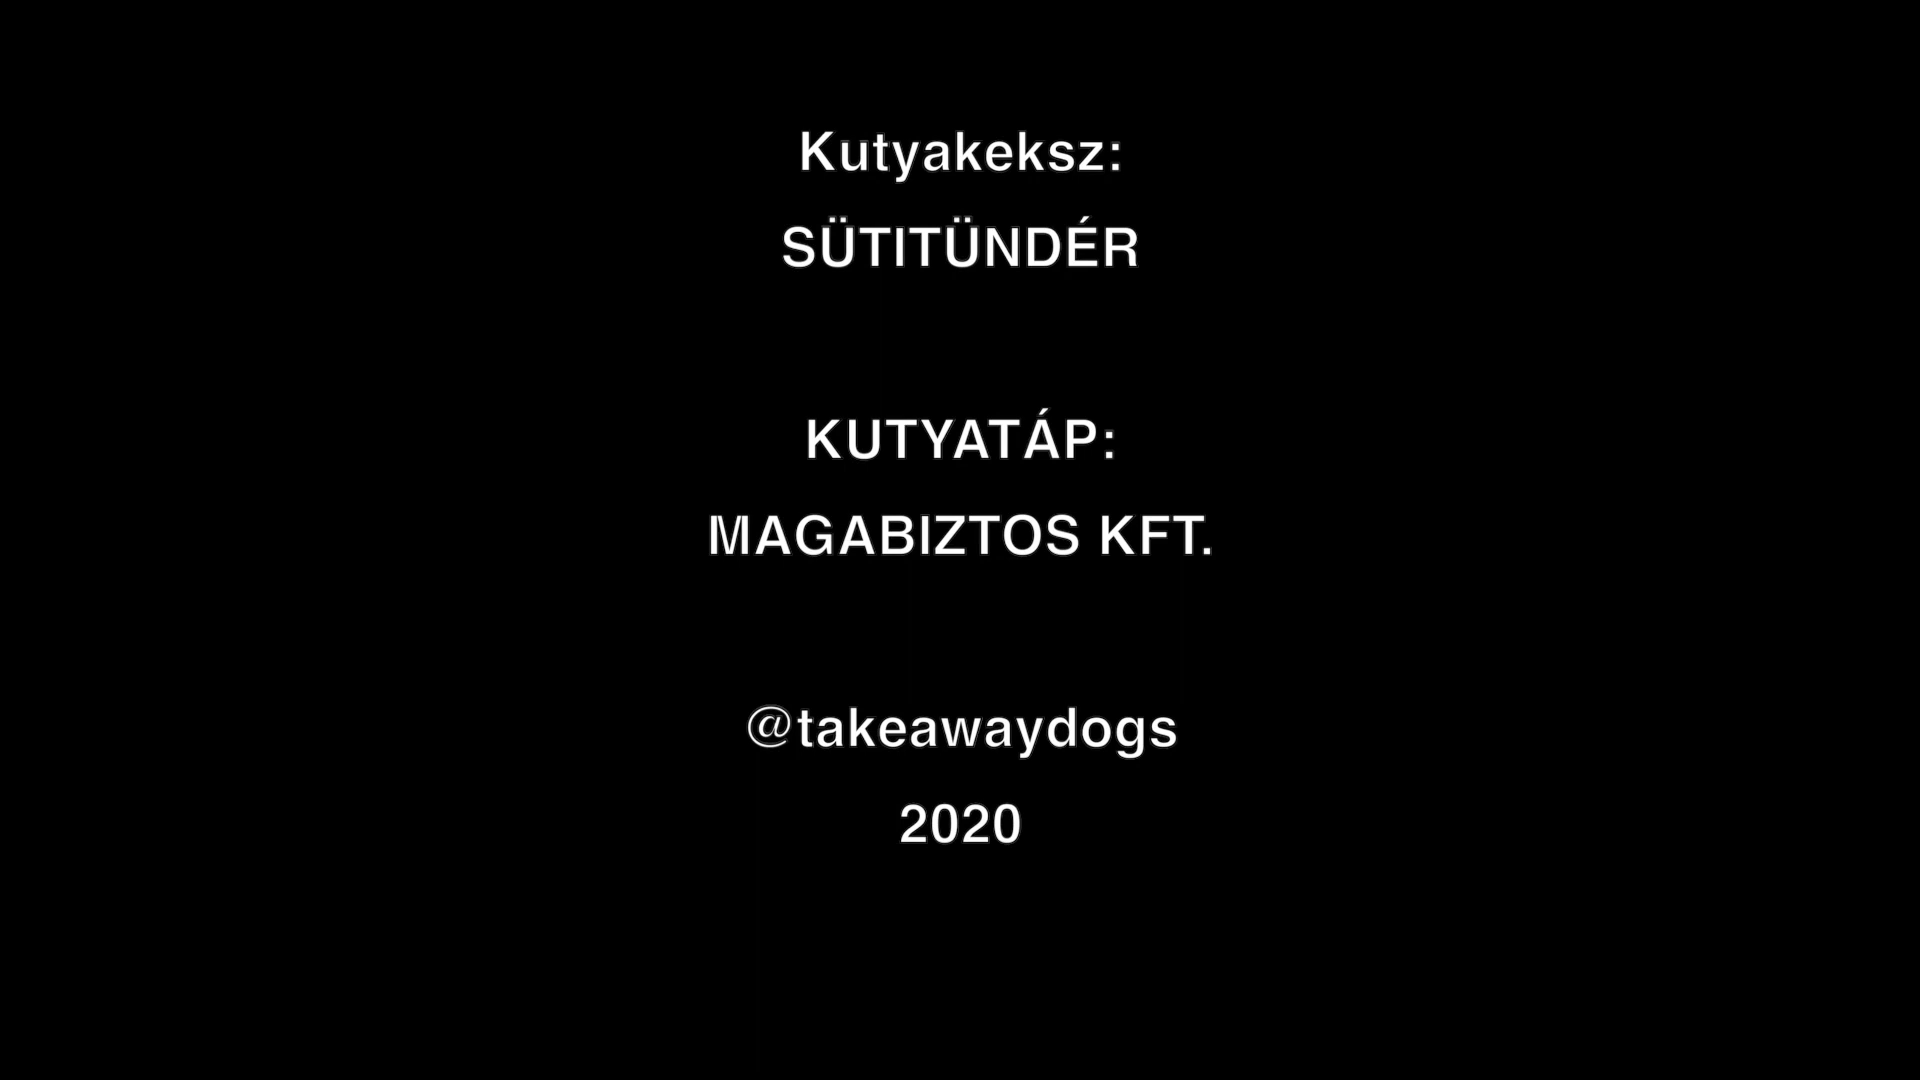 Kutyakeksz:
SÜTITÜNDÉR
KUTYATÁP:
MAGABIZTOS KFT.
@takeawaydogs
2020